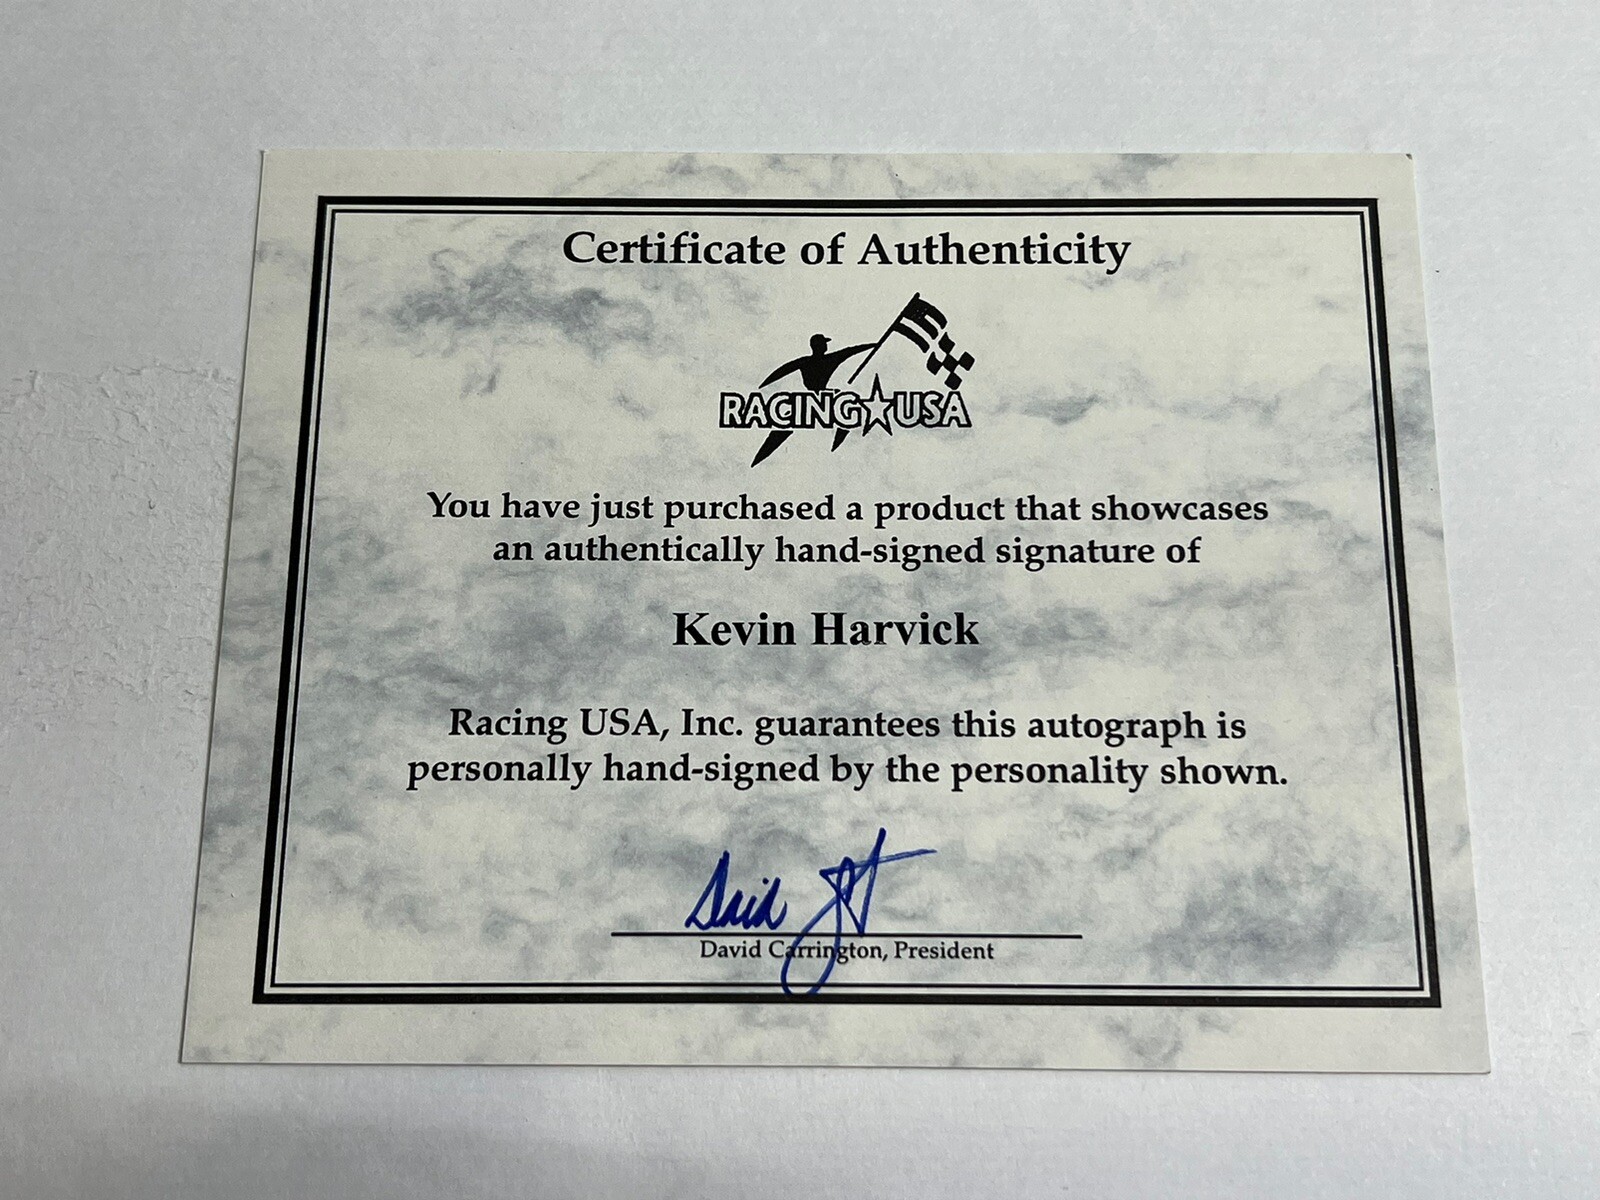 Certificate of Authenticity
RACING USA
You have just purchased a product that showcases
an authentically hand-signed signature of
Kevin Harvick
Racing USA, Inc. guarantees this autograph is
personally hand-signed by the personality shown.
David Carrington, President